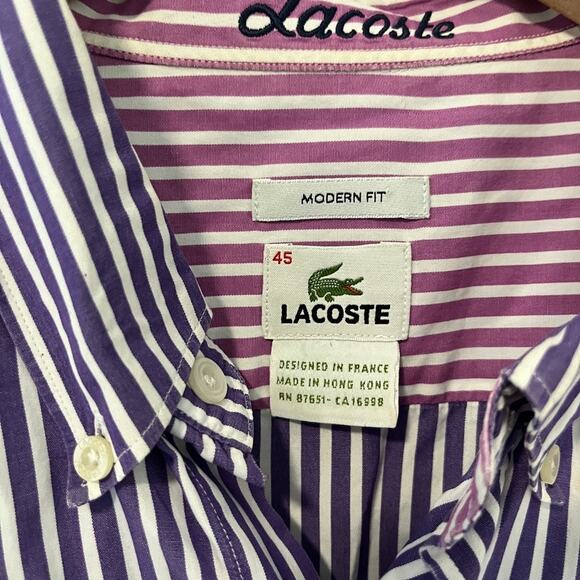 Lacoste
MODERN FIT
45
LACOSTE
DESIGNED IN FRANCE
MADE IN HONG KONG
RN 87651 - CA16998